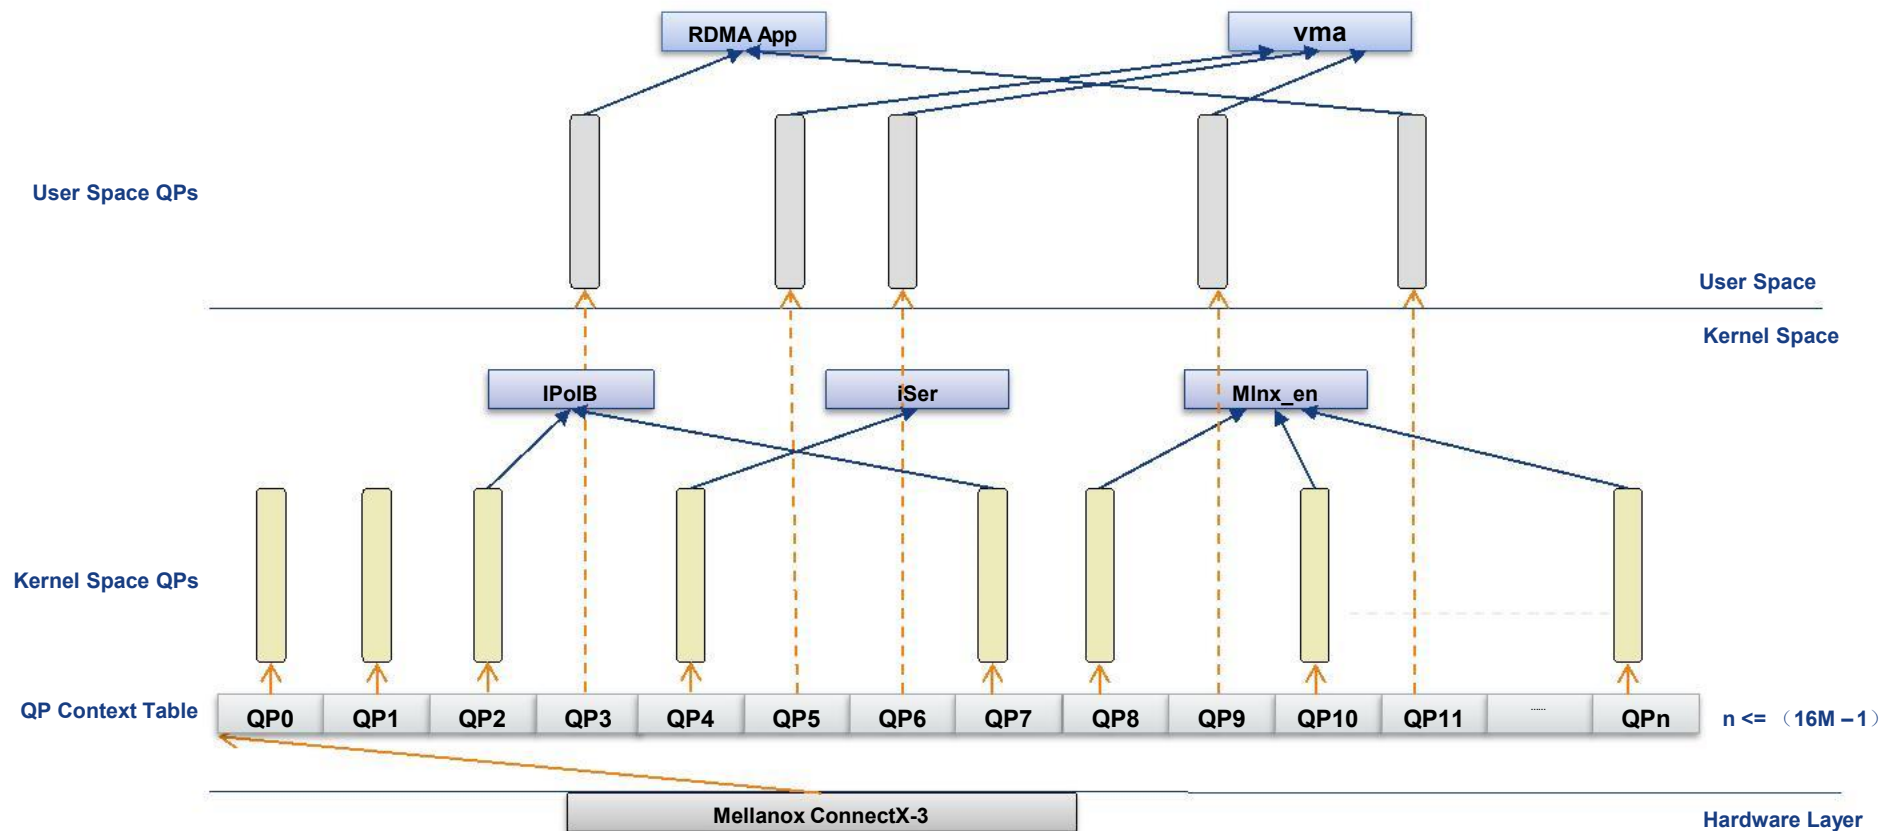 RDMA App
vma
User Space QPs
User Space
Kernel Space
IPoIB
iSer
Mlnx_en
Kernel Space QPs
QP Context Table
QP0
QP1
QP2
QP3
QP4
QP5
QP6
QP7
QP8
QP9
QP10
QP11
......
QPn
n <= （16M – 1）
Mellanox ConnectX-3
Hardware Layer